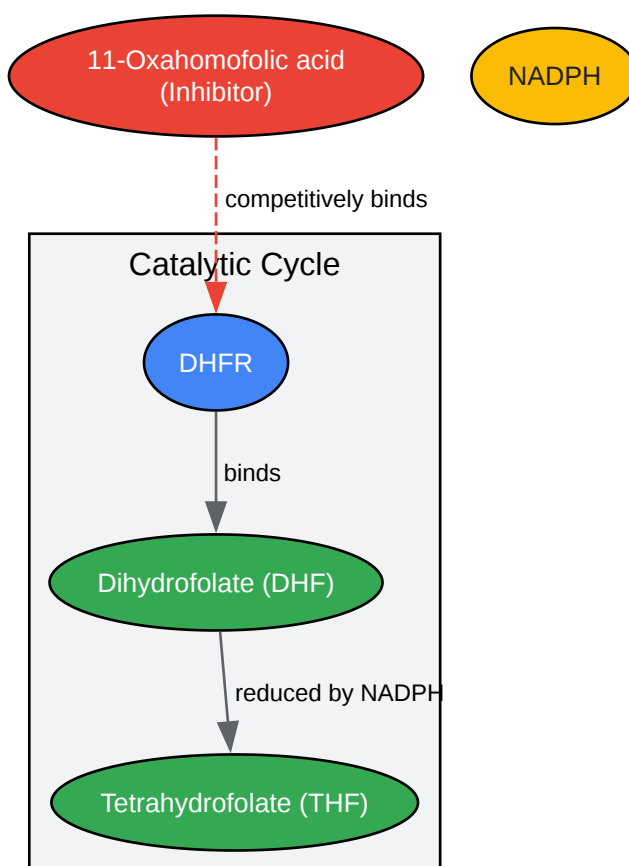 11-Oxahomofolic acid
(Inhibitor)
NADPH
competitively binds
Catalytic Cycle
DHFR
binds
Dihydrofolate (DHF)
reduced by NADPH
Tetrahydrofolate (THF)